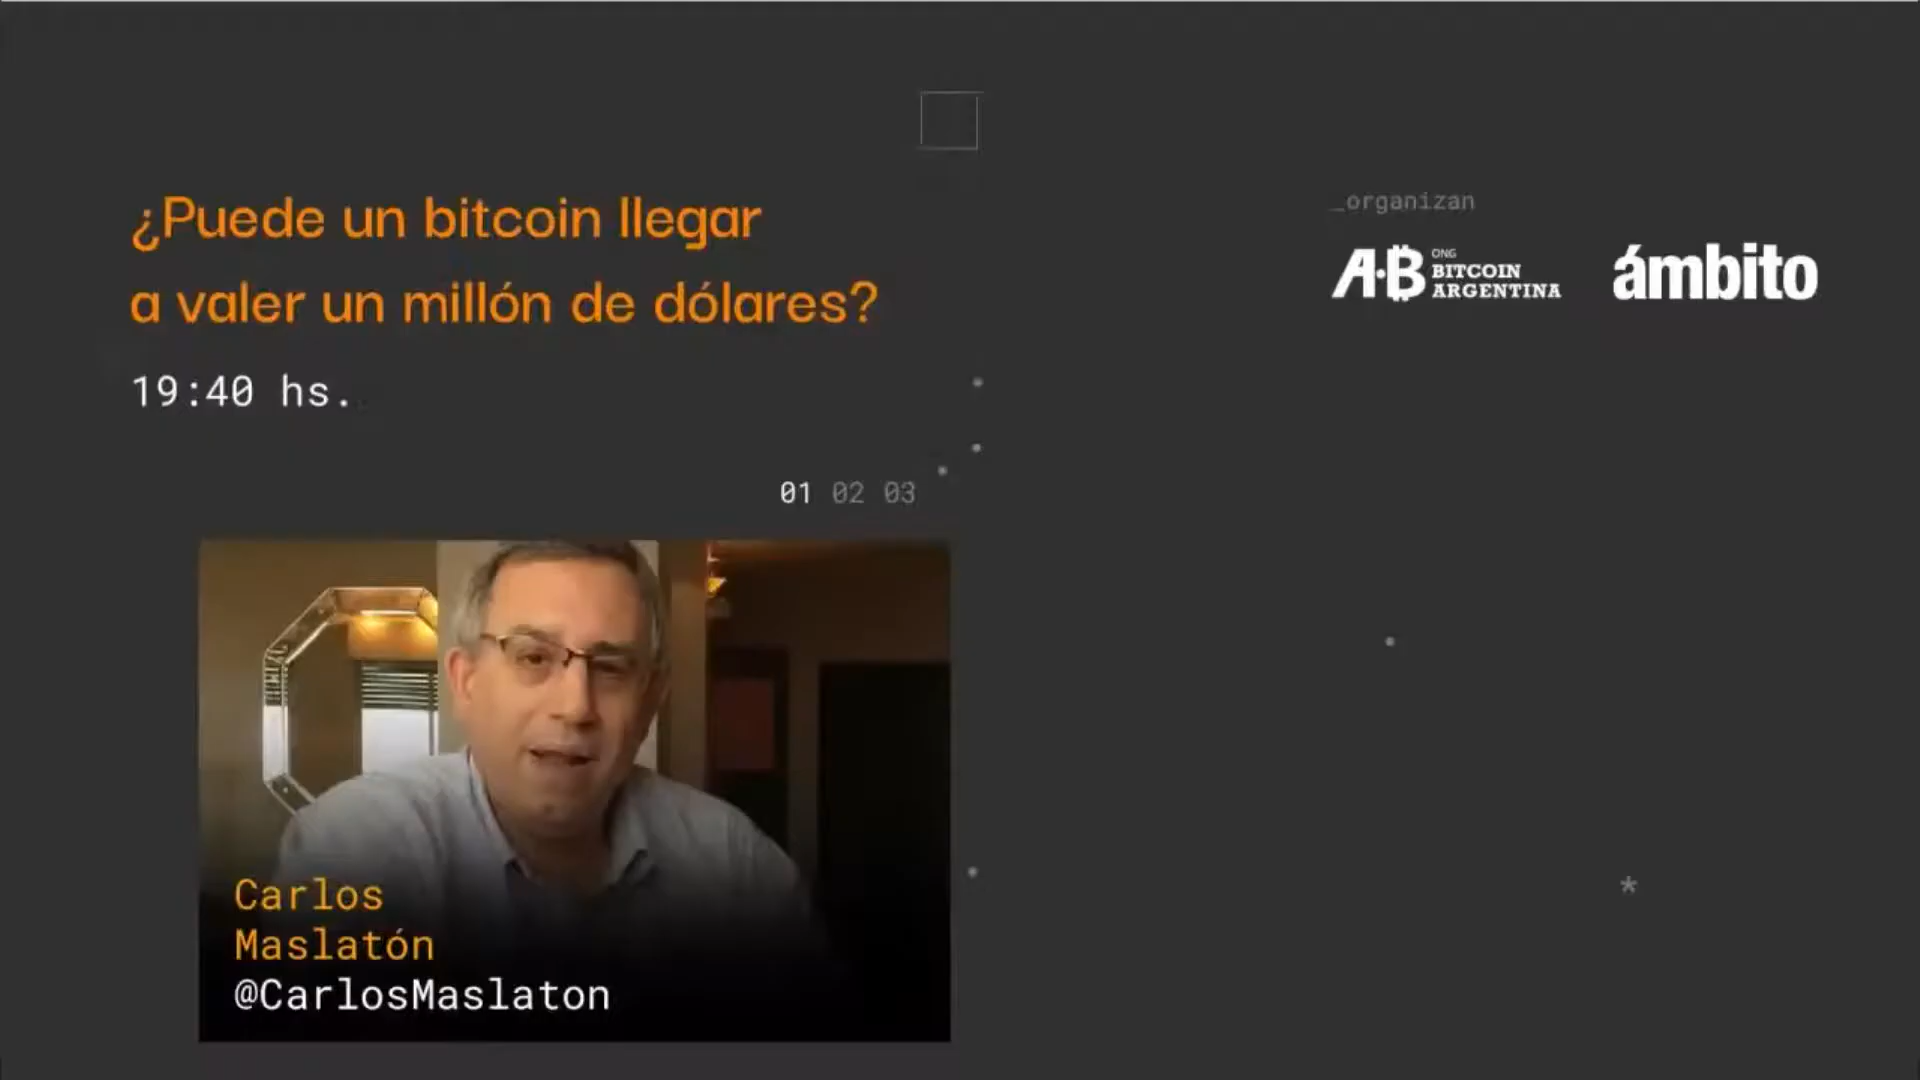 ¿Puede un bitcoin llegar
a valer un millón de dólares?
19:40 hs.
_organizan
A·B ONG
BITCOIN
ARGENTINA
ámbito
01 02 03
Carlos
Maslatón
@CarlosMaslaton
*